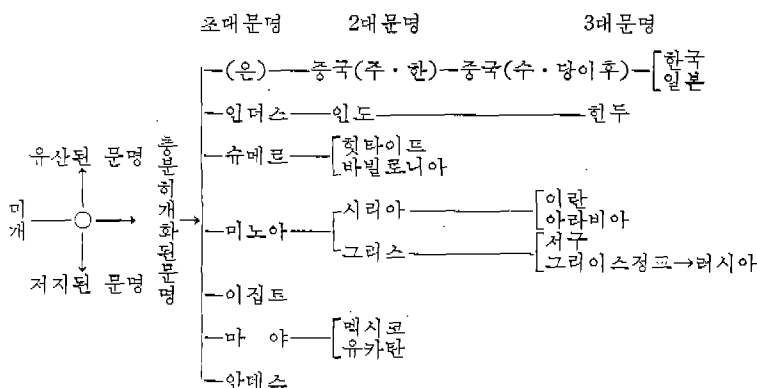 초대문명 2대문명 3대문명
(은) 중국(주·한) 중국(수·당이후) 한국
일본
인더스 인도 힌두
유산된 문명
슈메르 힛타이트
바빌로니아
충분히개화된문명
미개
미노아 시리아 이란
아라비아
그리스 서구
그리이스정교→러시아
저지된 문명
이집트
마 야 멕시코
유카탄
안데스